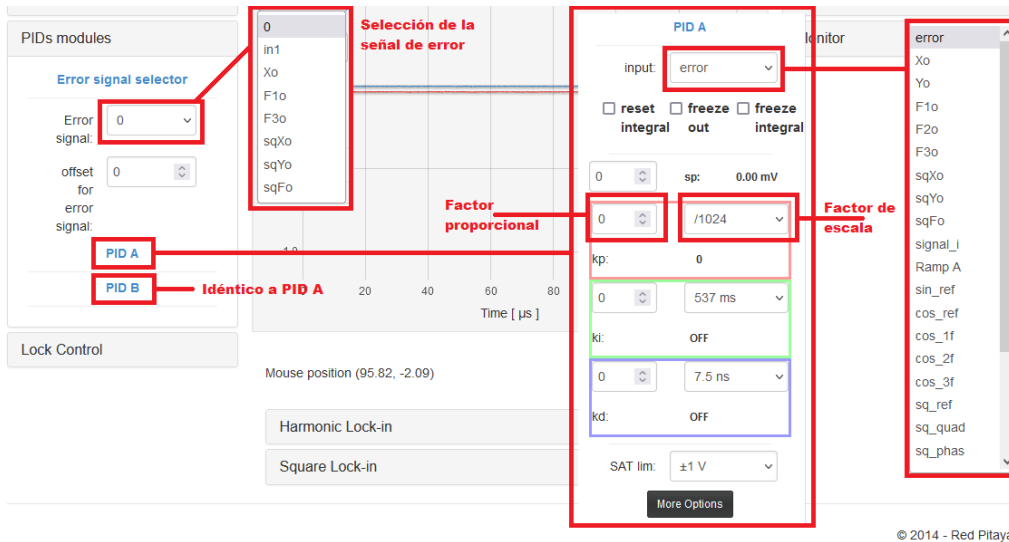 PIDs modules
Error signal selector
Error signal:
0
offset for error signal:
0
PID A
PID B
Idéntico a PID A
Lock Control
0
in1
Xo
F1o
F3o
sqXo
sqYo
sqFo
Selección de la
señal de error
20
40
60
80
Time [ µs ]
Mouse position (95.82, -2.09)
Harmonic Lock-in
Square Lock-in
Factor
proporcional
PID A
input:
error
reset integral
freeze out
freeze integral
0
sp:
0.00 mV
0
/1024
kp:
0
0
537 ms
ki:
OFF
0
7.5 ns
kd:
OFF
SAT lim:
±1 V
More Options
Factor de
escala
error
Xo
Yo
F1o
F2o
F3o
sqXo
sqYo
sqFo
signal_i
Ramp A
sin_ref
cos_ref
cos_1f
cos_2f
cos_3f
sq_ref
sq_quad
sq_phas
© 2014 - Red Pitaya